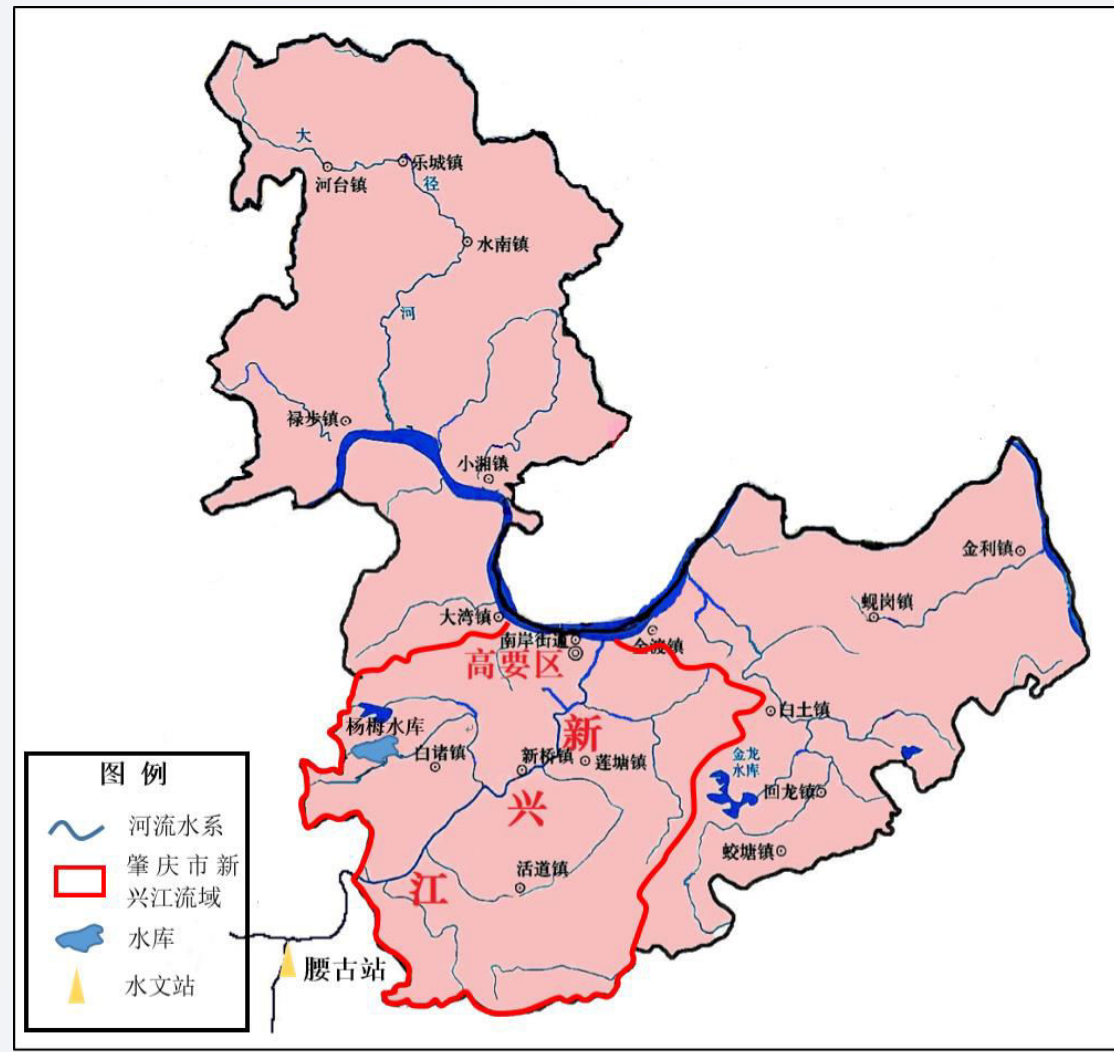 大
乐城镇
河台镇
径
水南镇
河
禄步镇
小湘镇
金利镇
蚬岗镇
大湾镇
南岸街道
金渡镇
高要区
白土镇
杨梅水库
新
白诸镇
新桥镇
莲塘镇
金龙
水库
回龙镇
兴
蛟塘镇
活道镇
江
腰古站
图 例
河流水系
肇庆市新
兴江流域
水库
水文站